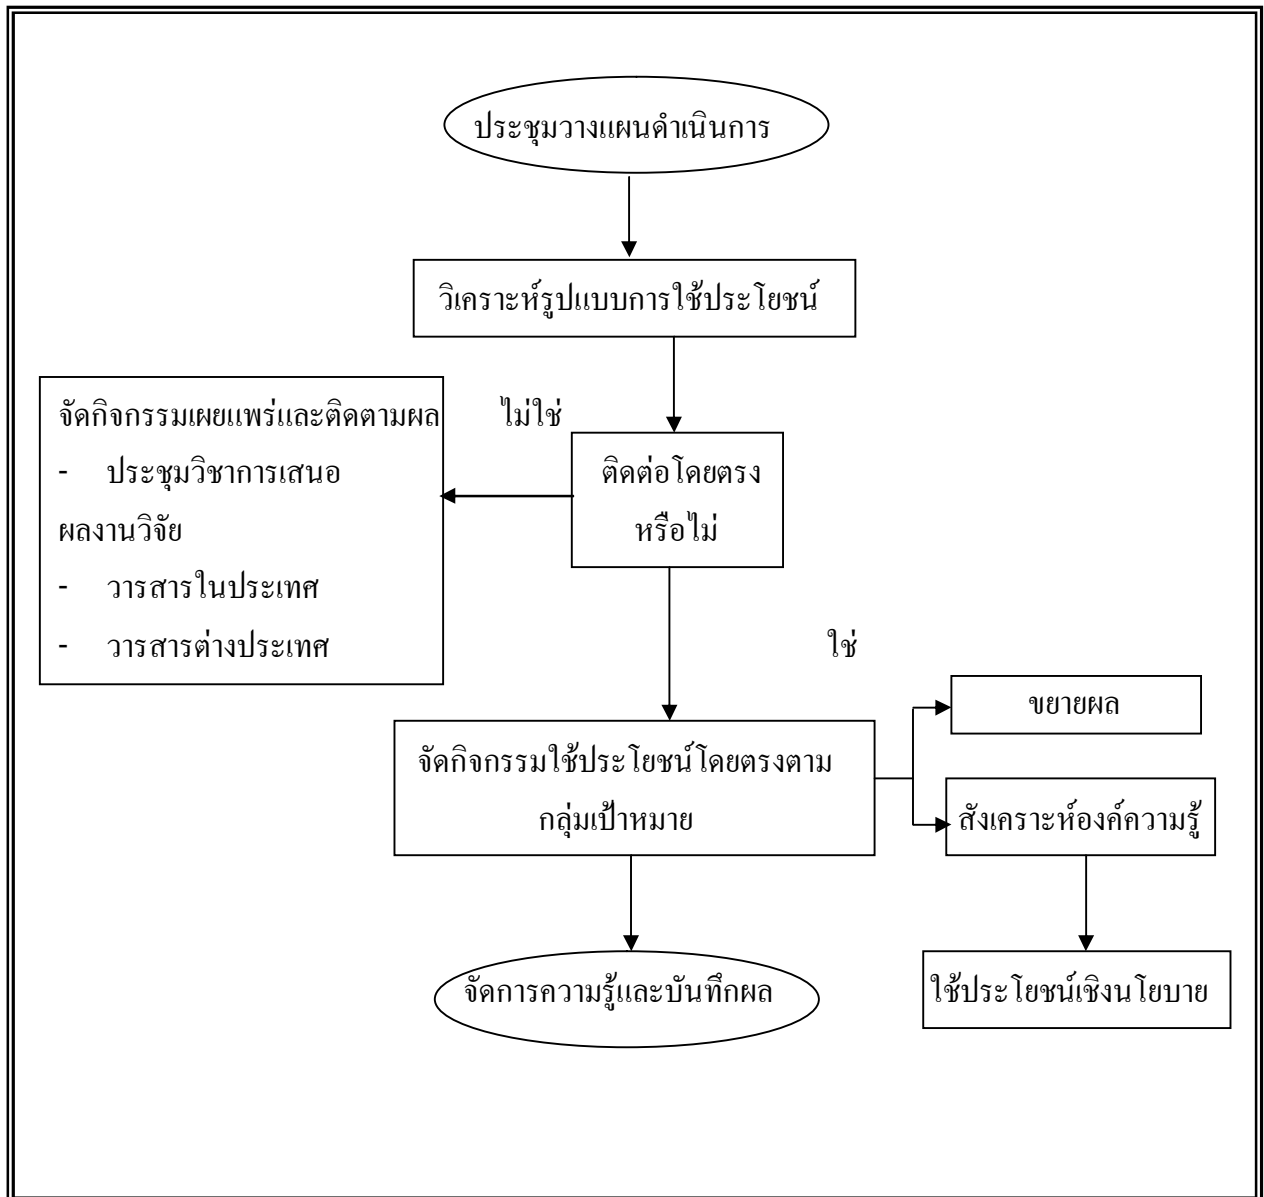 ประชุมวางแผนดำเนินการ
วิเคราะห์รูปแบบการใช้ประโยชน์
จัดกิจกรรมเผยแพร่และติดตามผล
- ประชุมวิชาการเสนอ
ผลงานวิจัย
- วารสารในประเทศ
- วารสารต่างประเทศ
ไม่ใช่
ติดต่อโดยตรง
หรือไม่
ใช่
จัดกิจกรรมใช้ประโยชน์โดยตรงตาม
กลุ่มเป้าหมาย
ขยายผล
สังเคราะห์องค์ความรู้
จัดการความรู้และบันทึกผล
ใช้ประโยชน์เชิงนโยบาย